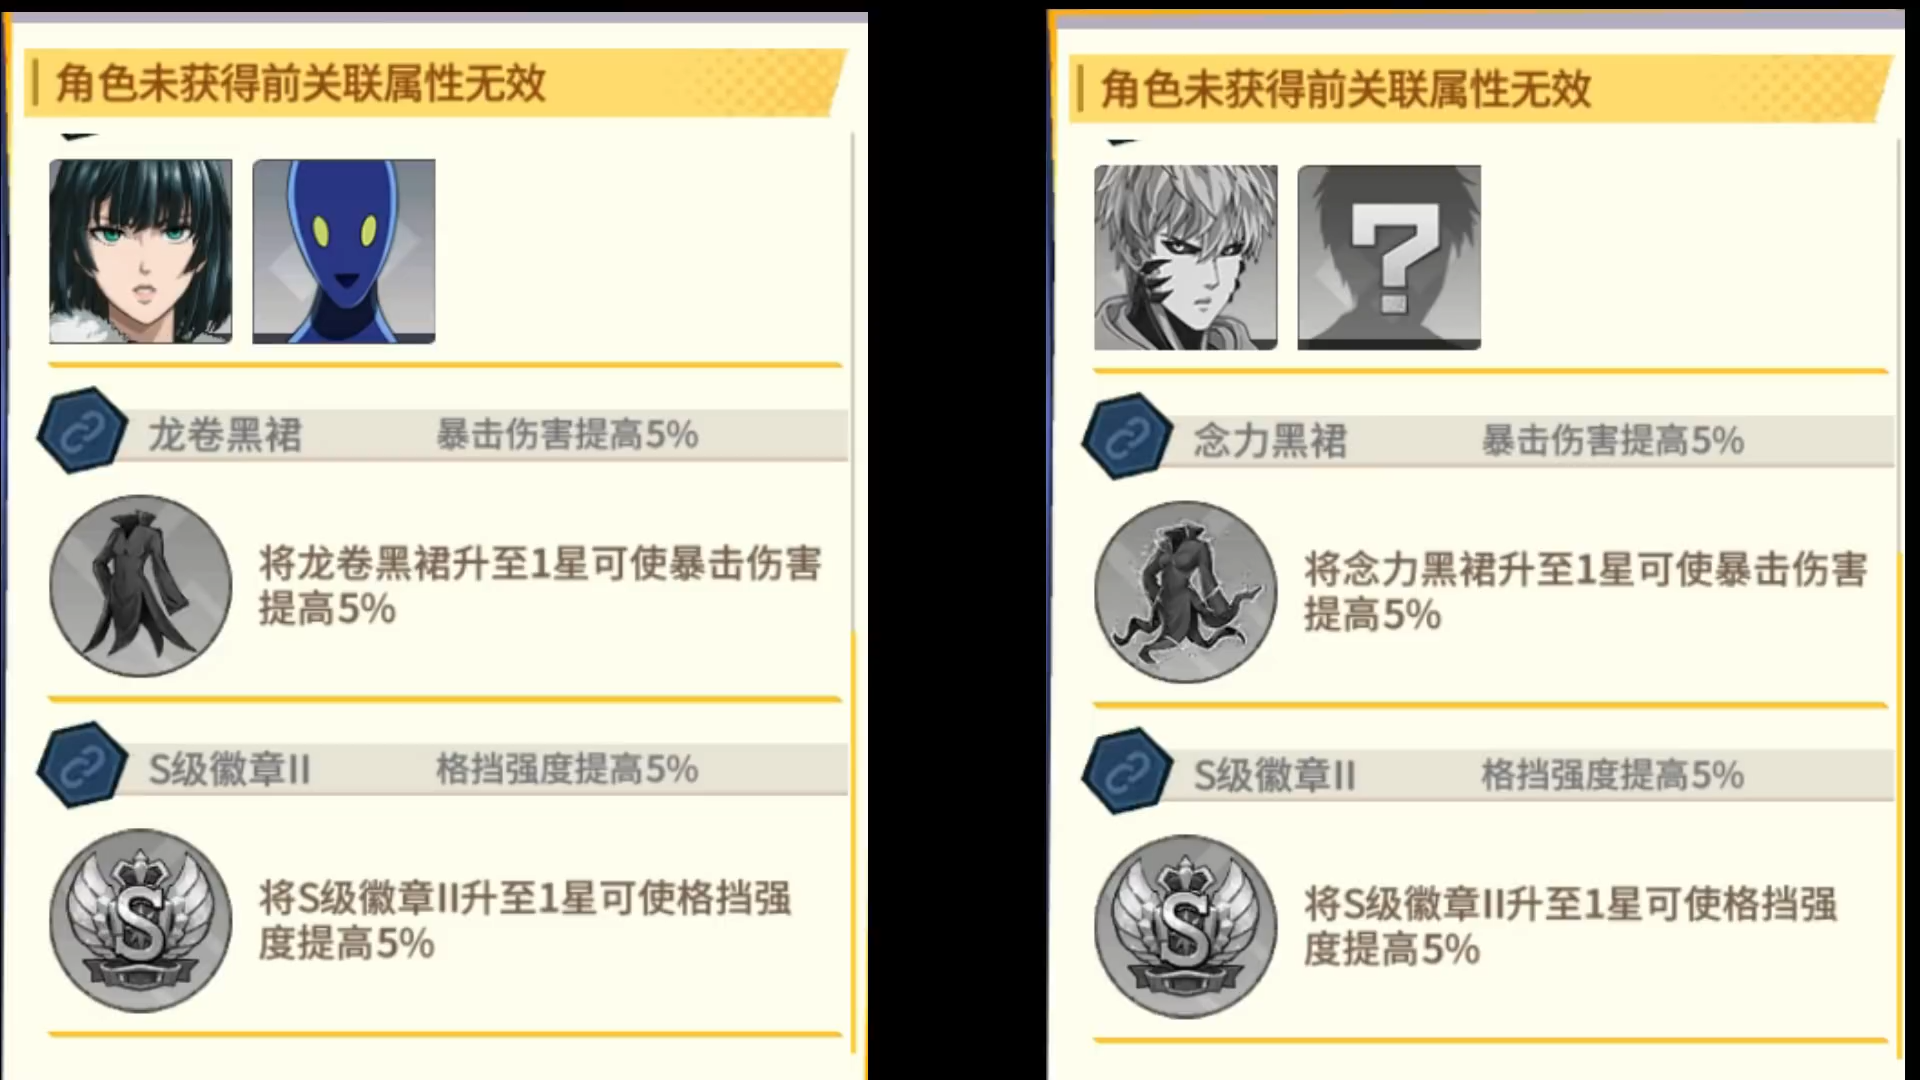 角色未获得前关联属性无效
龙卷黑裙 暴击伤害提高5%
将龙卷黑裙升至1星可使暴击伤害
提高5%
S级徽章II 格挡强度提高5%
S
将S级徽章II升至1星可使格挡强
度提高5%
角色未获得前关联属性无效
?
念力黑裙 暴击伤害提高5%
将念力黑裙升至1星可使暴击伤害
提高5%
S级徽章II 格挡强度提高5%
S
将S级徽章II升至1星可使格挡强
度提高5%